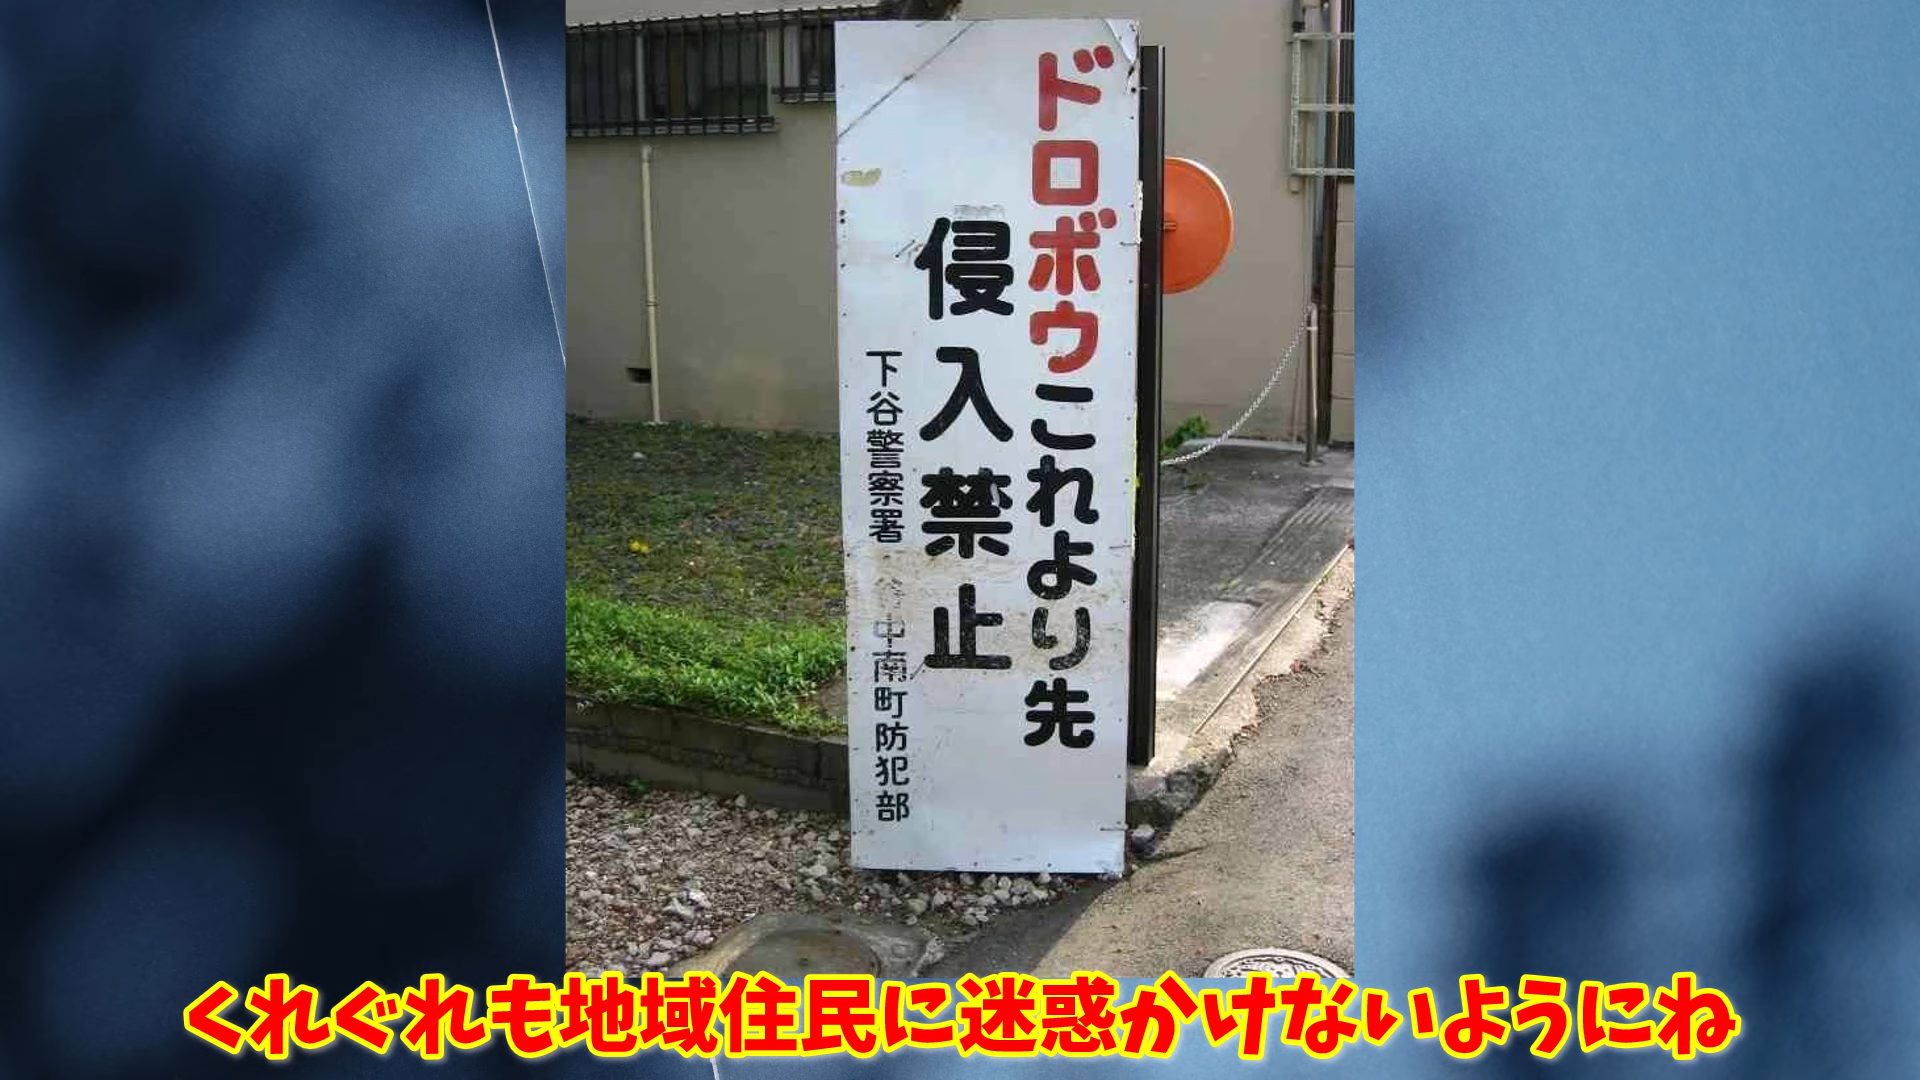 ドロボウこれより先
侵入禁止
下谷警察署 谷中南町防犯部
くれぐれも地域住民に迷惑かけないようにね